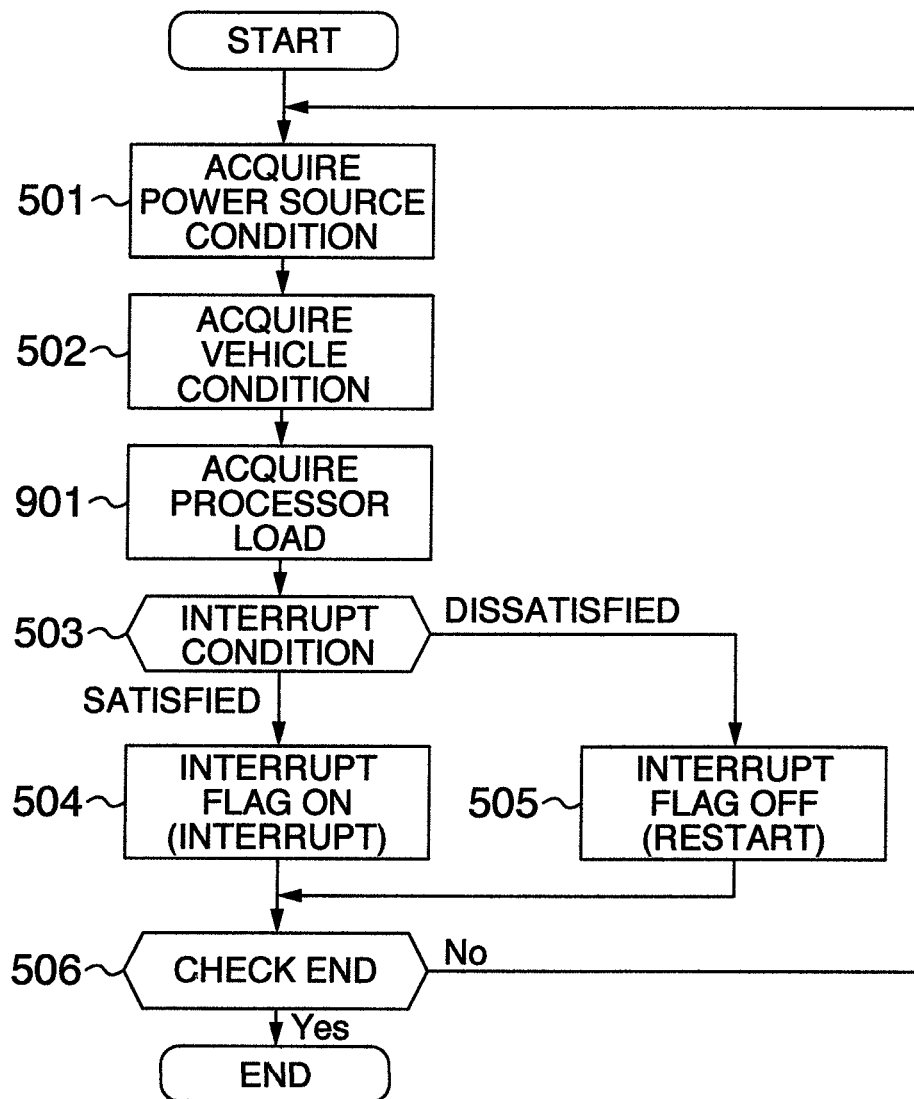 START
501
ACQUIRE
POWER SOURCE
CONDITION
502
ACQUIRE
VEHICLE
CONDITION
901
ACQUIRE
PROCESSOR
LOAD
503
INTERRUPT
CONDITION
DISSATISFIED
SATISFIED
504
INTERRUPT
FLAG ON
(INTERRUPT)
505
INTERRUPT
FLAG OFF
(RESTART)
506
CHECK END
No
Yes
END